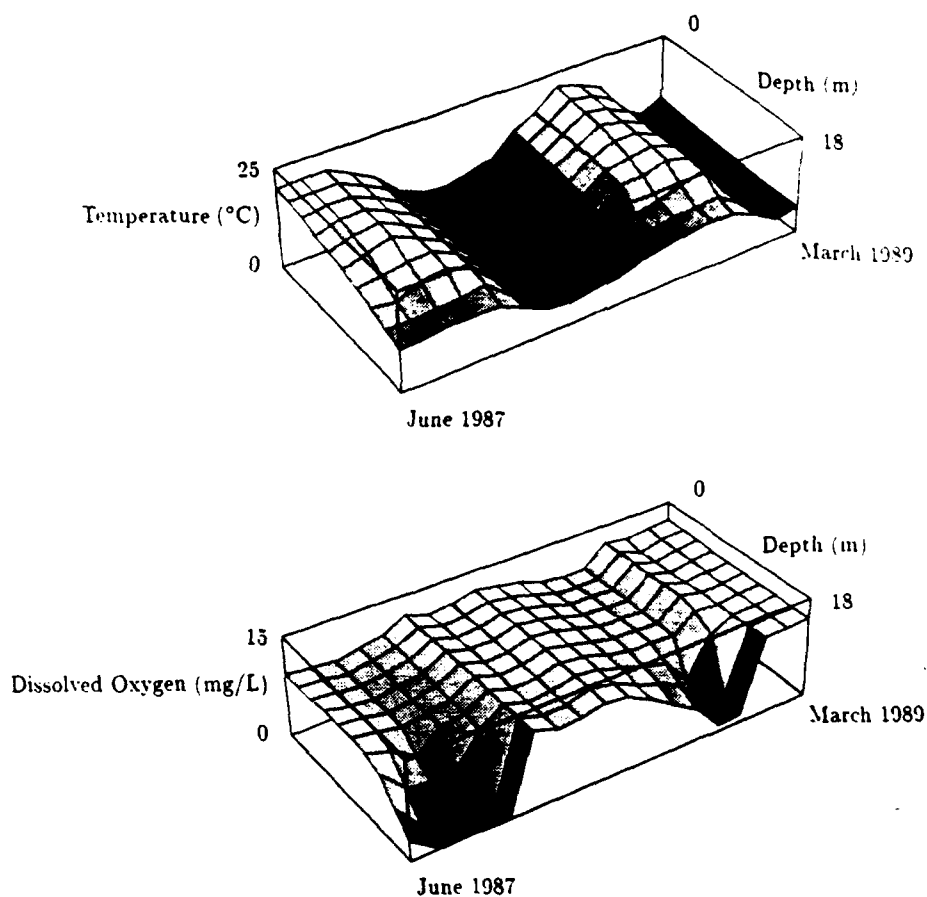 0
Depth (m)
25
18
Temperature (°C)
0
March 1989
June 1987
0
Depth (m)
18
15
Dissolved Oxygen (mg/L)
0
March 1989
June 1987